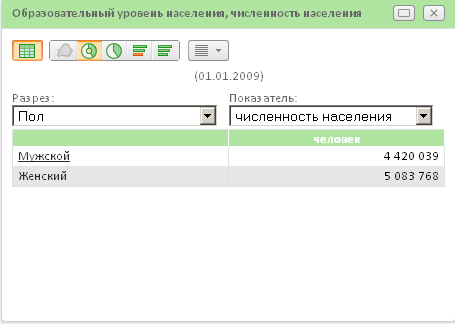 Образовательный уровень населения, численность населения
(01.01.2009)
Разрез: Показатель:
Пол численность населения
человек
Мужской 4 420 039
Женский 5 083 768